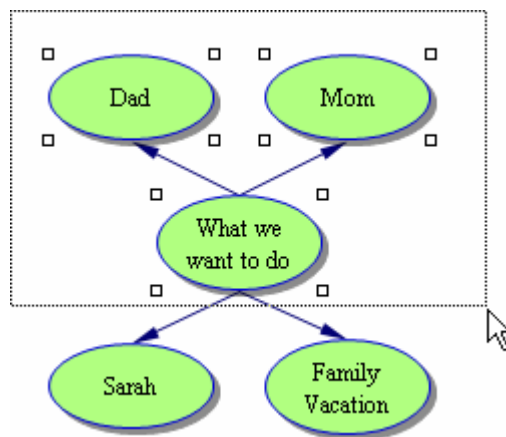 Dad
Mom
What we
want to do
Sarah
Family
Vacation